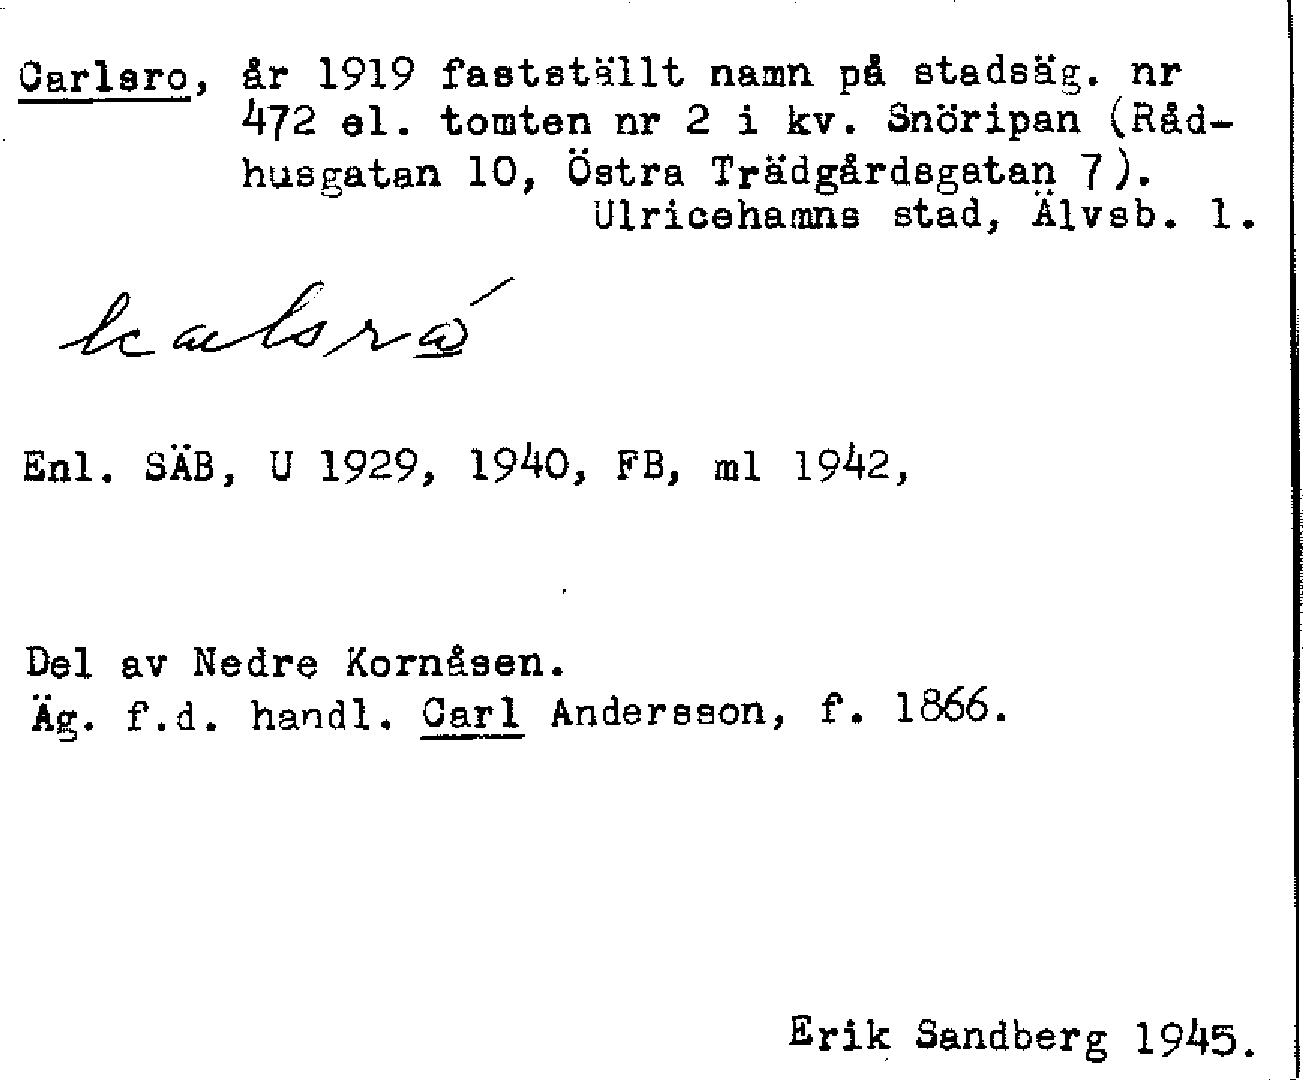 Carlsro, år 1919 fastställt namn på stadsäg. nr
472 el. tomten nr 2 i kv. Snöripan (Råd-
husgatan 10, Östra Trädgårdsgatan 7).
Ulricehamns stad, Älvsb. l.
Enl. SÄB, U 1929, 1940, FB, ml 1942,
Del av Nedre Kornåsen.
Äg. f.d. handl. Carl Andersson, f. 1866.
Erik Sandberg 1945.